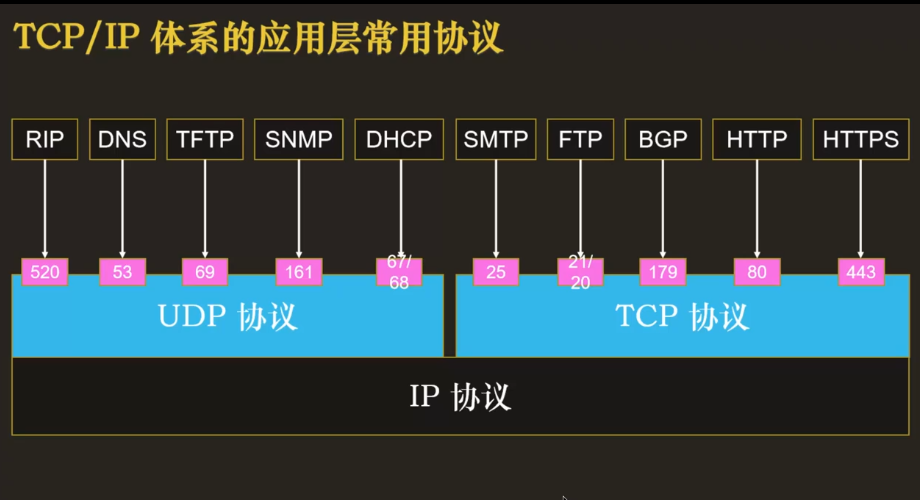 TCP/IP 体系的应用层常用协议
RIP DNS TFTP SNMP DHCP SMTP FTP BGP HTTP HTTPS
520 53 69 161 67/68 25 21/20 179 80 443
UDP 协议 TCP 协议
IP 协议